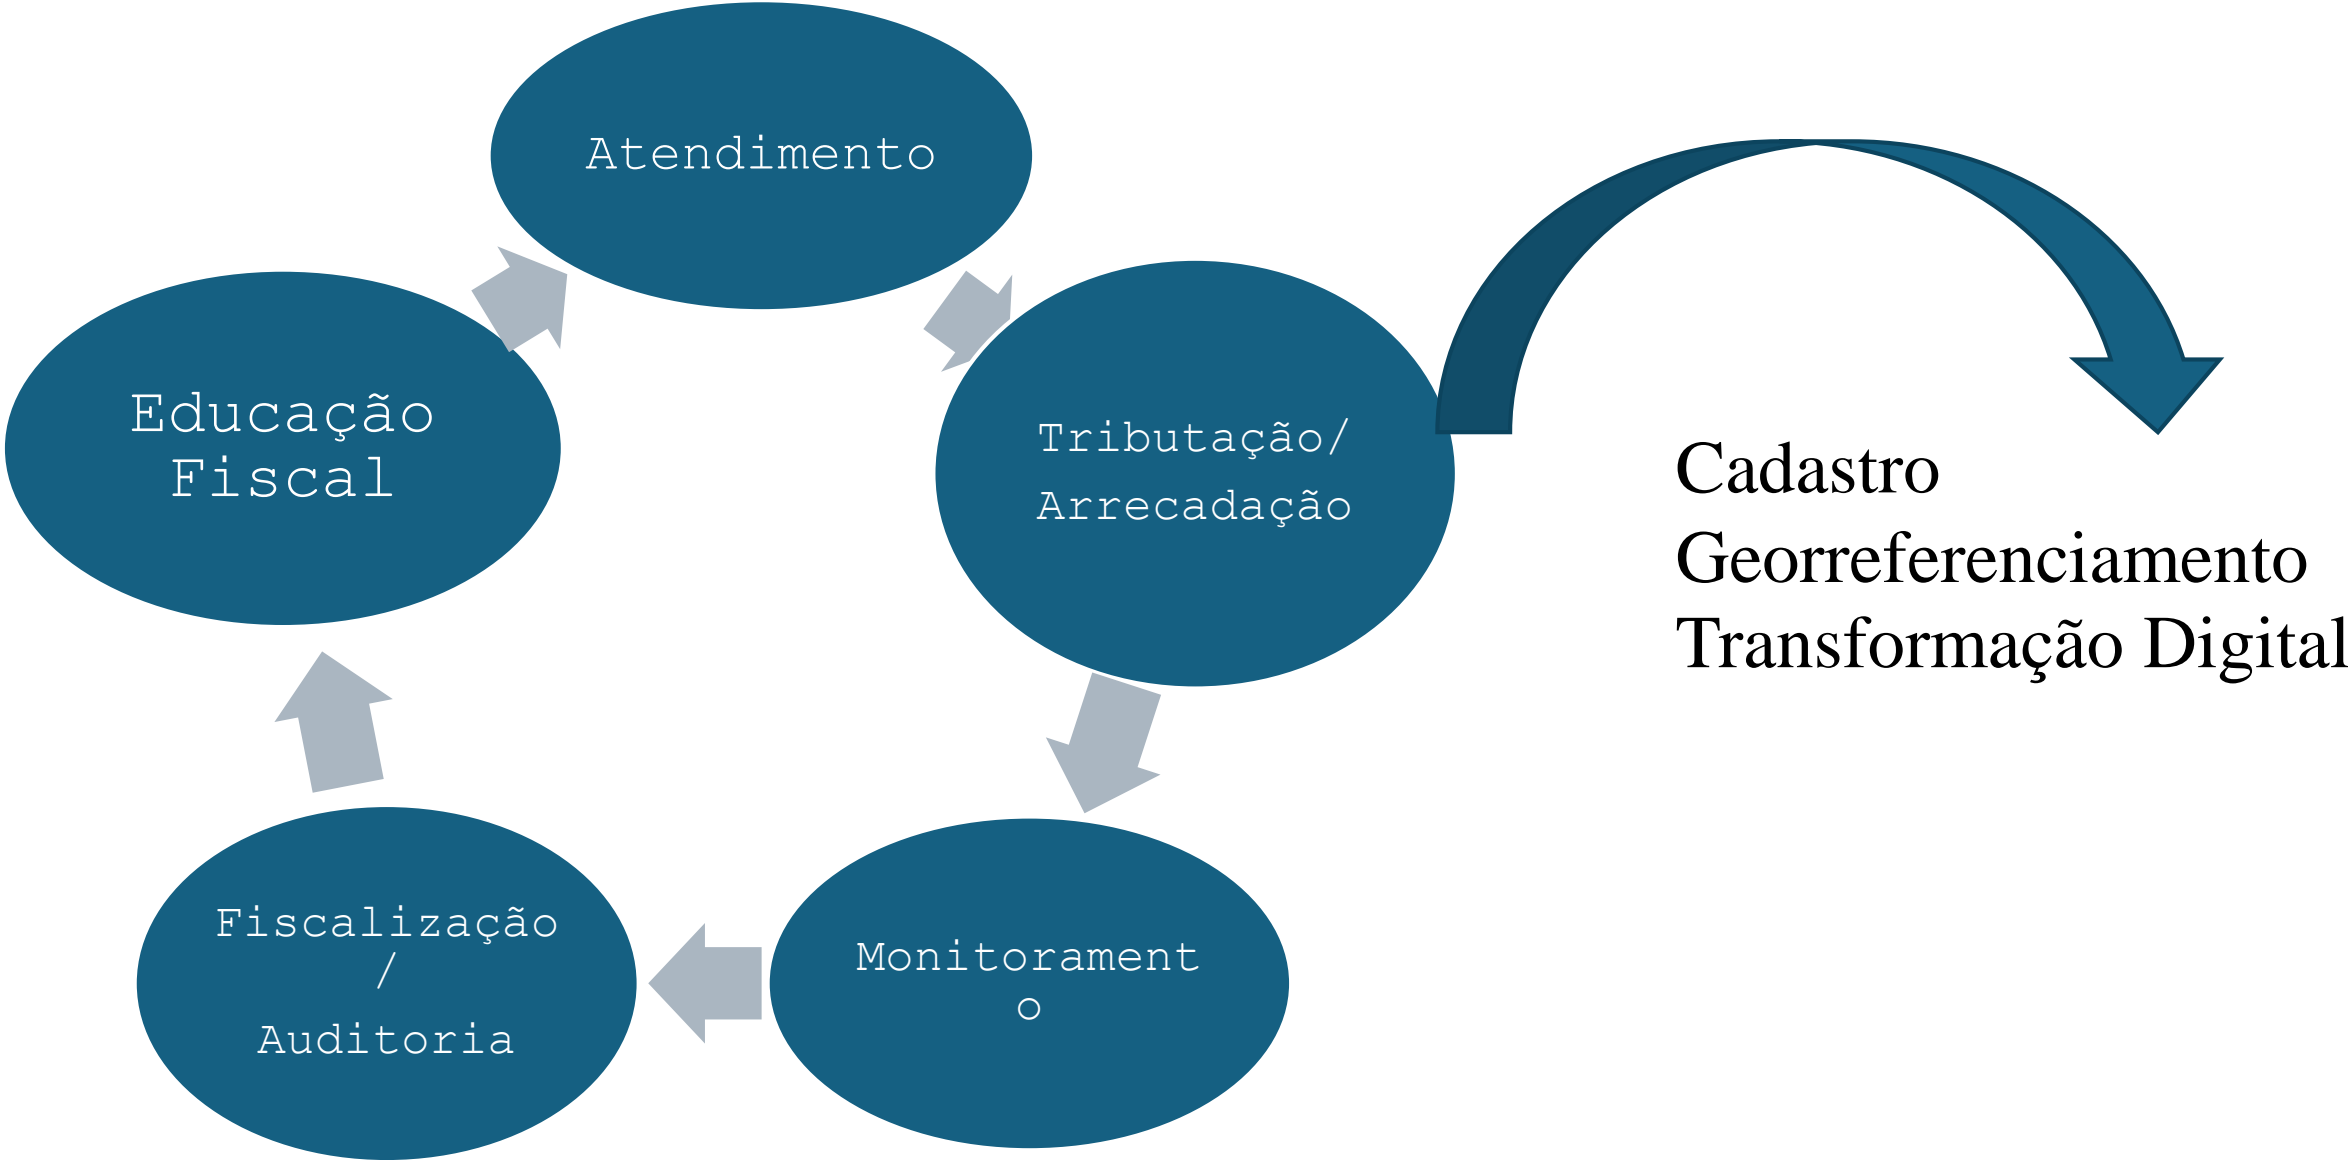 Atendimento
Educação
Fiscal
Tributação/
Arrecadação
Cadastro
Georreferenciamento
Transformação Digital
Fiscalização
/
Auditoria
Monitorament
o